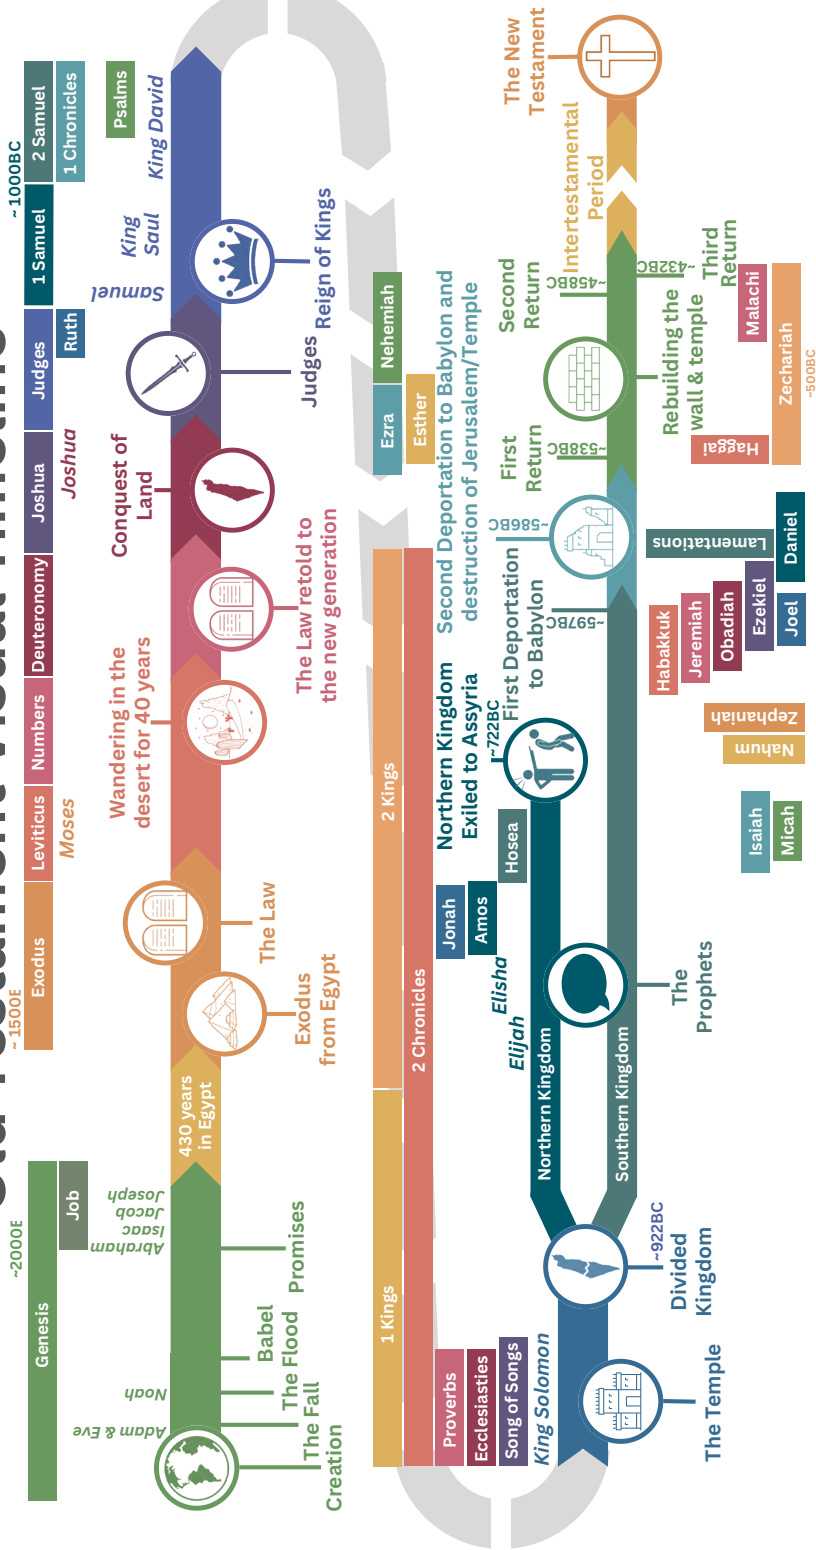 Old Testament Visual Timeline
~2000B
~ 1500B
~ 1000BC
Genesis
Exodus
Leviticus
Numbers
Deuteronomy
Joshua
Judges
1 Samuel
2 Samuel
Job
Moses
Joshua
Ruth
1 Chronicles
Psalms
Adam & Eve
Noah
Abraham
Isaac
Jacob
Joseph
430 years
in Egypt
Wandering in the
desert for 40 years
Conquest of
Land
Samuel
King
Saul
King David
Creation
The Fall
The Flood
Babel
Promises
Exodus
from Egypt
The Law
The Law retold to
the new generation
Judges
Reign of Kings
1 Kings
2 Kings
2 Chronicles
Ezra
Nehemiah
Esther
Proverbs
Ecclesiasties
Song of Songs
King Solomon
Jonah
Amos
Hosea
Elijah
Elisha
Northern Kingdom
Exiled to Assyria
~722BC
First Deportation
to Babylon
~597BC
Second Deportation to Babylon and
destruction of Jerusalem/Temple
~586BC
First
Return
~538BC
Second
Return
~458BC
Intertestamental
Period
The New
Testament
Northern Kingdom
Southern Kingdom
The Temple
Divided
Kingdom
~922BC
The
Prophets
Rebuilding the
wall & temple
Third
Return
~432BC
Isaiah
Micah
Nahum
Zephaniah
Habakkuk
Jeremiah
Obadiah
Ezekiel
Joel
Lamentations
Daniel
Haggai
Zechariah
~500BC
Malachi